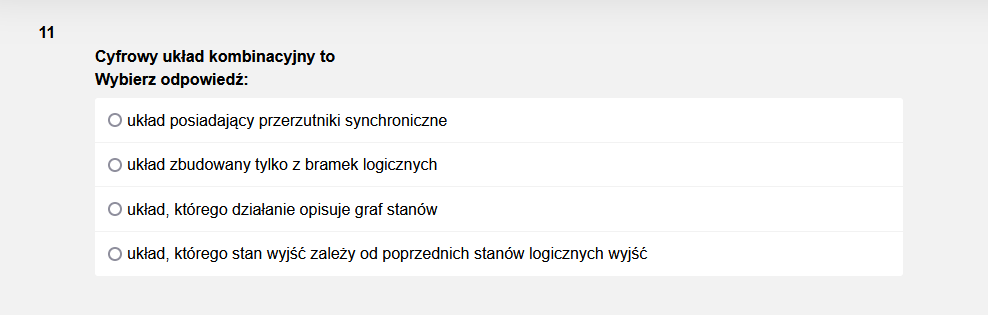 11
Cyfrowy układ kombinacyjny to
Wybierz odpowiedź:
układ posiadający przerzutniki synchroniczne
układ zbudowany tylko z bramek logicznych
układ, którego działanie opisuje graf stanów
układ, którego stan wyjść zależy od poprzednich stanów logicznych wyjść